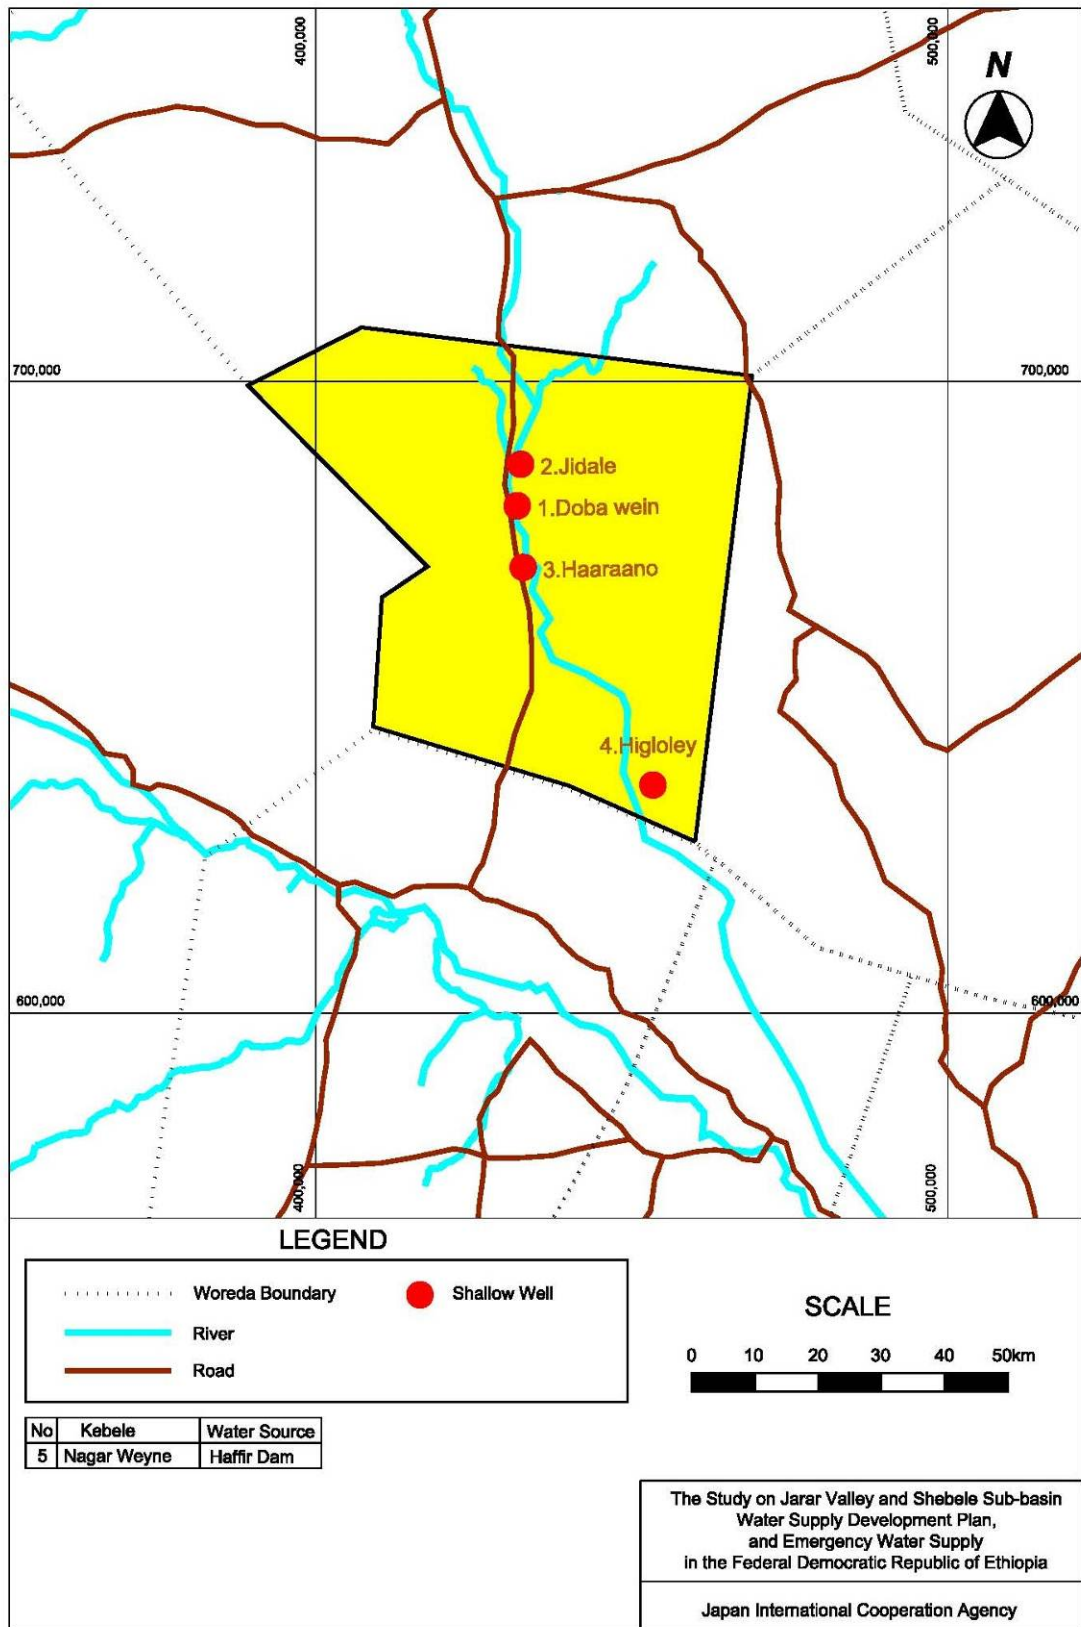 400,000
500,000
N
700,000
700,000
2.Jidale
1.Doba wein
3.Haaraano
4.Higloley
600,000
600,000
400,000
500,000
LEGEND
Woreda Boundary
Shallow Well
River
Road
SCALE
0 10 20 30 40 50km
No Kebele Water Source
5 Nagar Weyne Haffir Dam
The Study on Jarar Valley and Shebele Sub-basin
Water Supply Development Plan,
and Emergency Water Supply
in the Federal Democratic Republic of Ethiopia
Japan International Cooperation Agency